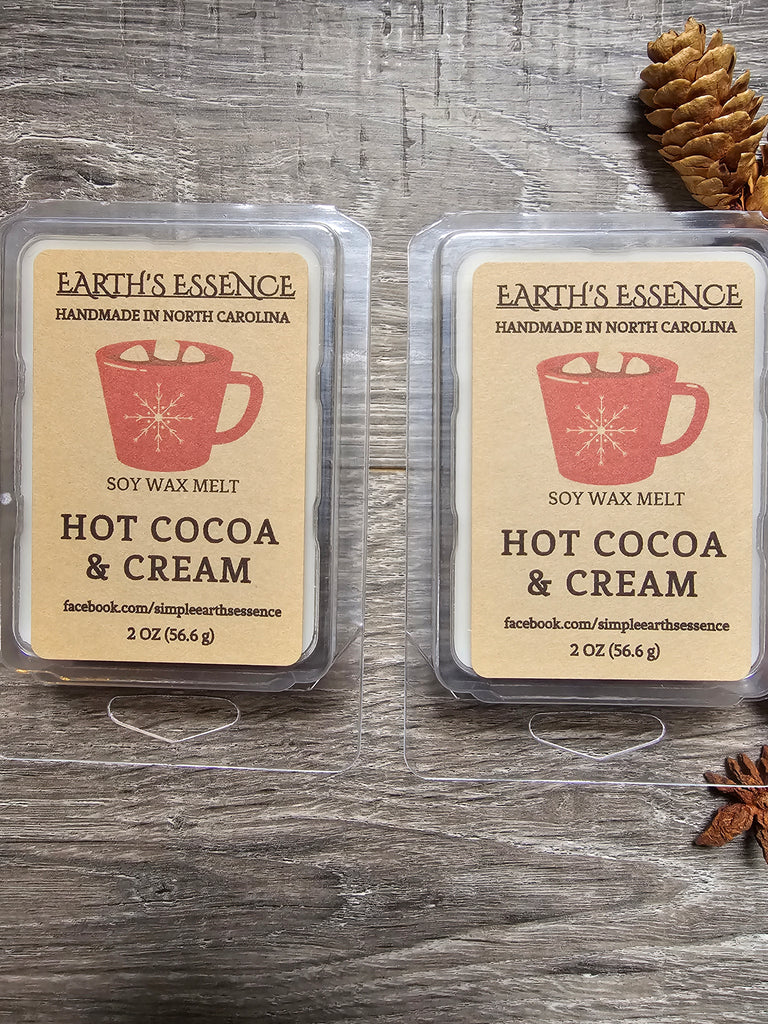 EARTH'S ESSENCE
HANDMADE IN NORTH CAROLINA
SOY WAX MELT
HOT COCOA
& CREAM
facebook.com/simpleearthsessence
2 OZ (56.6 g)
EARTH'S ESSENCE
HANDMADE IN NORTH CAROLINA
SOY WAX MELT
HOT COCOA
& CREAM
facebook.com/simpleearthsessence
2 OZ (56.6 g)